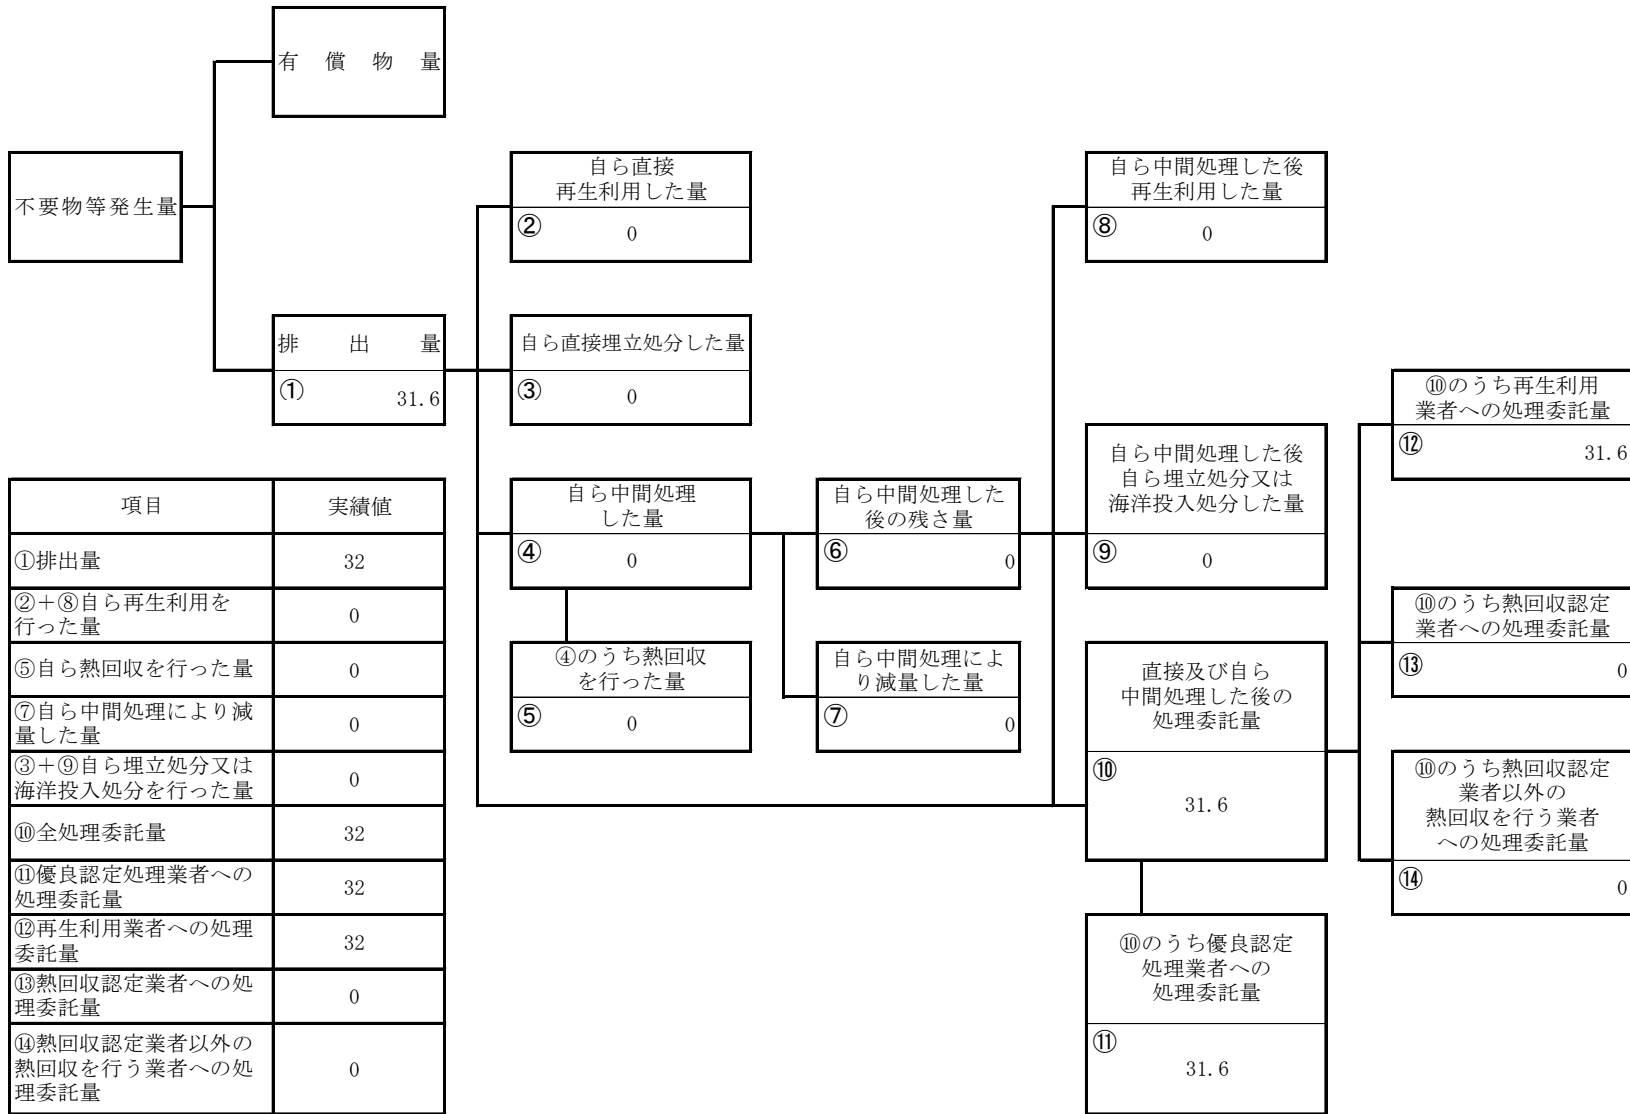 有償物量
不要物等発生量
排出量
① 31.6
自ら直接
再生利用した量
② 0
自ら直接埋立処分した量
③ 0
自ら中間処理
した量
④ 0
④のうち熱回収
を行った量
⑤ 0
自ら中間処理した
後の残さ量
⑥ 0
自ら中間処理によ
り減量した量
⑦ 0
自ら中間処理した後
再生利用した量
⑧ 0
自ら中間処理した後
自ら埋立処分又は
海洋投入処分した量
⑨ 0
直接及び自ら
中間処理した後の
処理委託量
⑩
31.6
⑩のうち優良認定
処理業者への
処理委託量
⑪
31.6
⑩のうち再生利用
業者への処理委託量
⑫ 31.6
⑩のうち熱回収認定
業者への処理委託量
⑬ 0
⑩のうち熱回収認定
業者以外の
熱回収を行う業者
への処理委託量
⑭ 0
項目 実績値
①排出量 32
②+⑧自ら再生利用を
行った量 0
⑤自ら熱回収を行った量 0
⑦自ら中間処理により減
量した量 0
③+⑨自ら埋立処分又は
海洋投入処分を行った量 0
⑩全処理委託量 32
⑪優良認定処理業者への
処理委託量 32
⑫再生利用業者への処理
委託量 32
⑬熱回収認定業者への処
理委託量 0
⑭熱回収認定業者以外の
熱回収を行う業者への処
理委託量 0